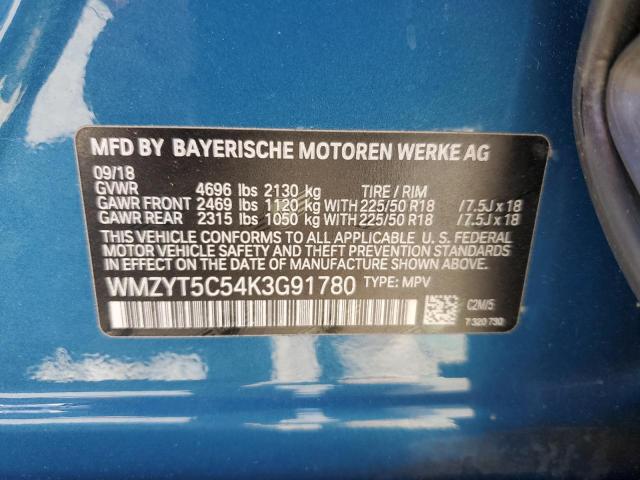 MFD BY BAYERISCHE MOTOREN WERKE AG
09/18
GVWR 4696 lbs 2130 kg TIRE / RIM
GAWR FRONT 2469 lbs 1120 kg WITH 225/50 R18 /7.5J x 18
GAWR REAR 2315 lbs 1050 kg WITH 225/50 R18 /7.5J x 18
THIS VEHICLE CONFORMS TO ALL APPLICABLE U. S. FEDERAL
MOTOR VEHICLE SAFETY, BUMPER, AND THEFT PREVENTION
STANDARDS IN EFFECT ON THE DATE OF MANUFACTURE SHOWN ABOVE.
WMZYT5C54K3G91780 TYPE: MPV
C2M/5
7 320 730